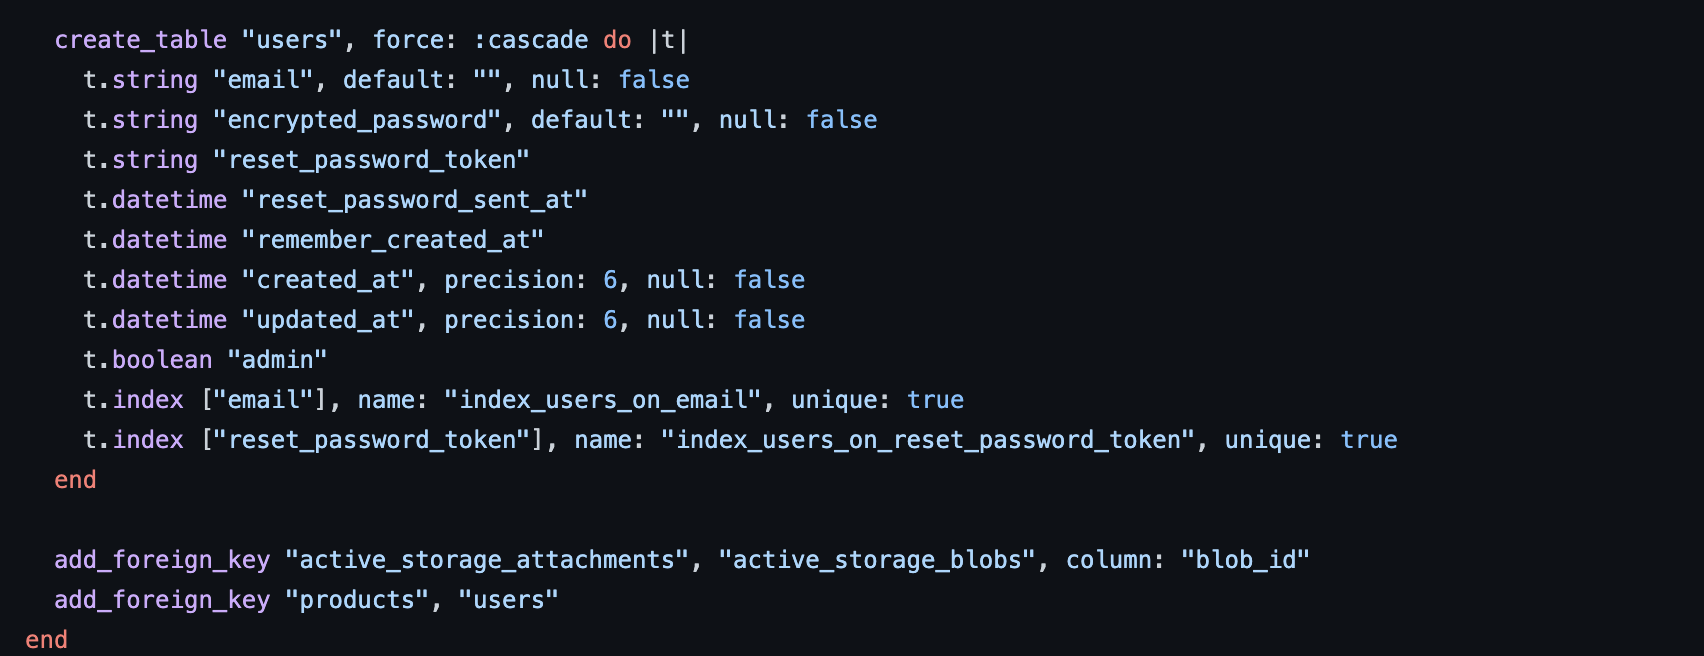 create_table "users", force: :cascade do |t|
t.string "email", default: "", null: false
t.string "encrypted_password", default: "", null: false
t.string "reset_password_token"
t.datetime "reset_password_sent_at"
t.datetime "remember_created_at"
t.datetime "created_at", precision: 6, null: false
t.datetime "updated_at", precision: 6, null: false
t.boolean "admin"
t.index ["email"], name: "index_users_on_email", unique: true
t.index ["reset_password_token"], name: "index_users_on_reset_password_token", unique: true
end
add_foreign_key "active_storage_attachments", "active_storage_blobs", column: "blob_id"
add_foreign_key "products", "users"
end